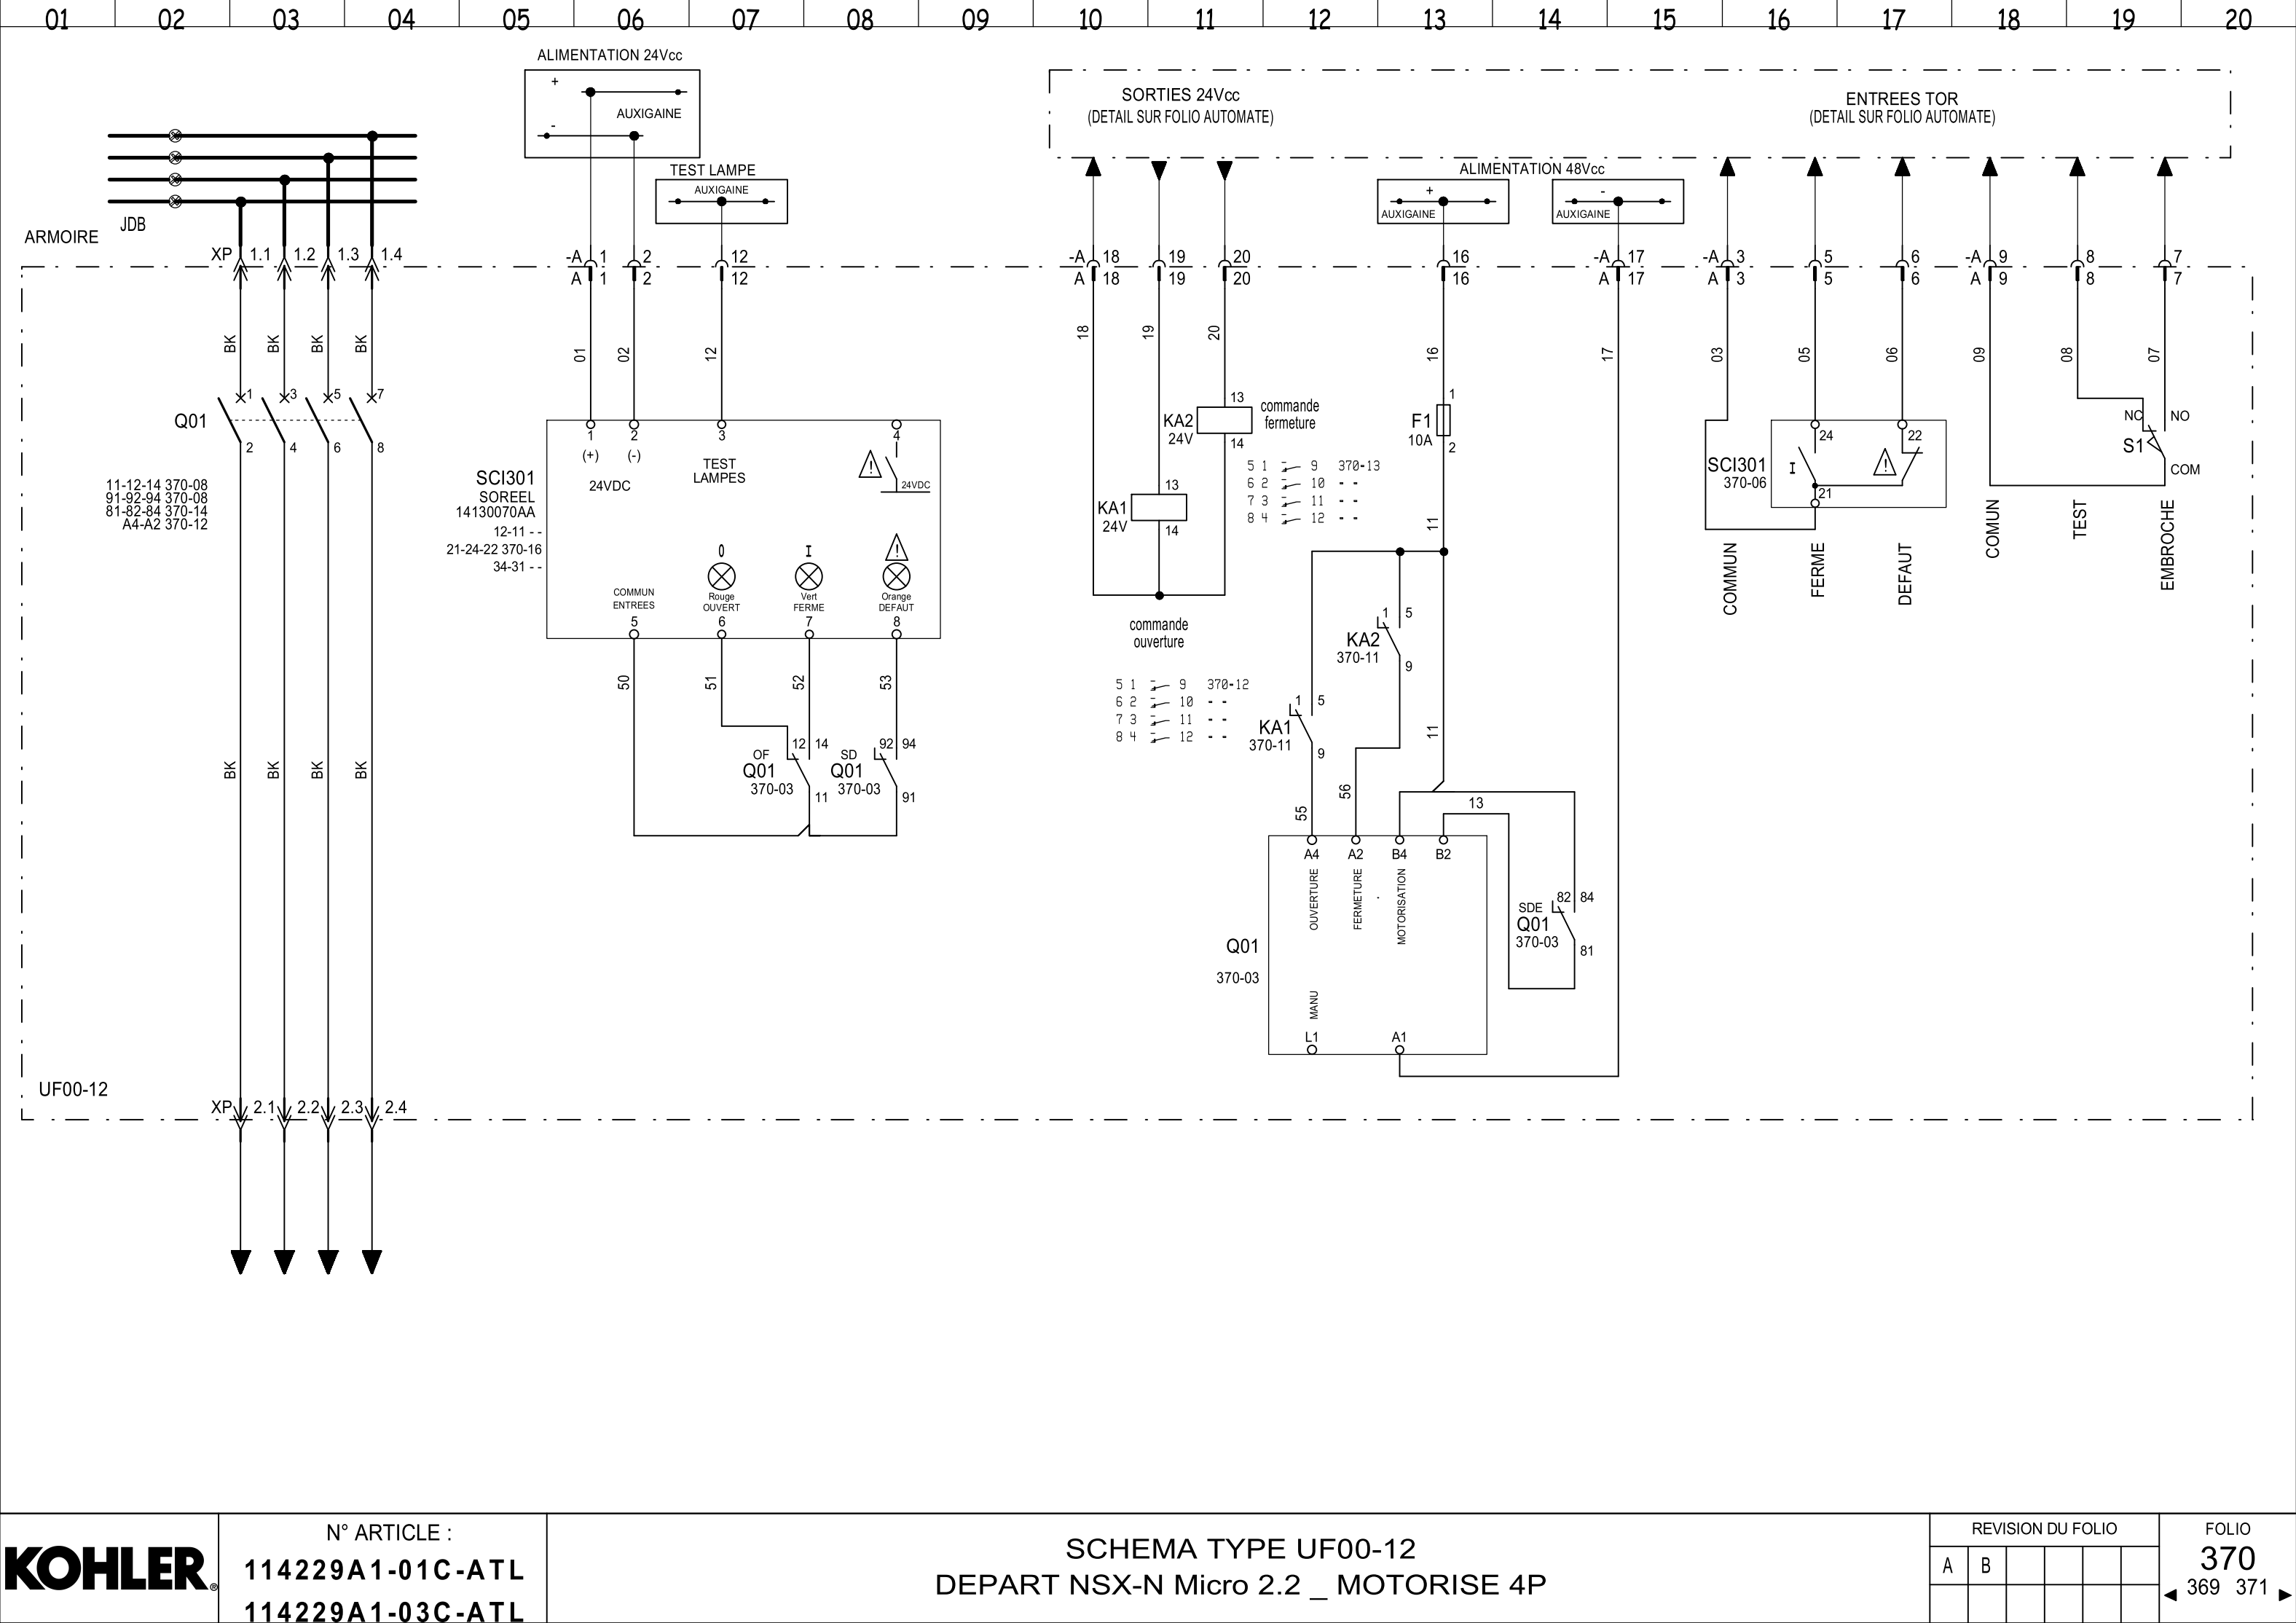 01 02 03 04 05 06 07 08 09 10 11 12 13 14 15 16 17 18 19 20
ALIMENTATION 24Vcc
+
AUXIGAINE
-
TEST LAMPE
AUXIGAINE
SORTIES 24Vcc
(DETAIL SUR FOLIO AUTOMATE)
ENTREES TOR
(DETAIL SUR FOLIO AUTOMATE)
ALIMENTATION 48Vcc
+
AUXIGAINE
-
AUXIGAINE
JDB
ARMOIRE
XP 1.1 1.2 1.3 1.4
-A 1 2 12
A 1 2 12
-A 18 19 20 16
A 18 19 20 16
-A 17
A 17
-A 3 5 6
A 3 5 6
-A 9 8 7
A 9 8 7
BK BK BK BK
01 02 12
18 19 20 16 17
03 05 06 09 08 07
Q01
1 3 5 7
2 4 6 8
11-12-14 370-08
91-92-94 370-08
81-82-84 370-14
A4-A2 370-12
BK BK BK BK
SCI301
SOREEL
14130070AA
12-11 - -
21-24-22 370-16
34-31 - -
1 2 3 4
(+) (-)
24VDC
TEST
LAMPES
!
24VDC
0 I !
COMMUN
ENTREES
Rouge
OUVERT
Vert
FERME
Orange
DEFAUT
5 6 7 8
50 51 52 53
OF
Q01
370-03
12 14
11
SD
Q01
370-03
92 94
91
KA2
24V
13
14
commande
fermeture
5 1 9 370-13
6 2 10 - -
7 3 11 - -
8 4 12 - -
KA1
24V
13
14
commande
ouverture
5 1 9 370-12
6 2 10 - -
7 3 11 - -
8 4 12 - -
F1
10A
1
2
11
KA2
370-11
1 5
9
KA1
370-11
1 5
9
11
55 56
13
A4 A2 B4 B2
OUVERTURE
FERMETURE
MOTORISATION
Q01
370-03
MANU
L1 A1
SDE
Q01
370-03
82 84
81
SCI301
370-06
24 22
I !
21
COMMUN
FERME
DEFAUT
NC NO
S1
COM
COMUN
TEST
EMBROCHE
UF00-12
XP 2.1 2.2 2.3 2.4
KOHLER®
N° ARTICLE :
114229A1-01C-ATL
114229A1-03C-ATL
SCHEMA TYPE UF00-12
DEPART NSX-N Micro 2.2 _ MOTORISE 4P
REVISION DU FOLIO
A B
FOLIO
370
369 371